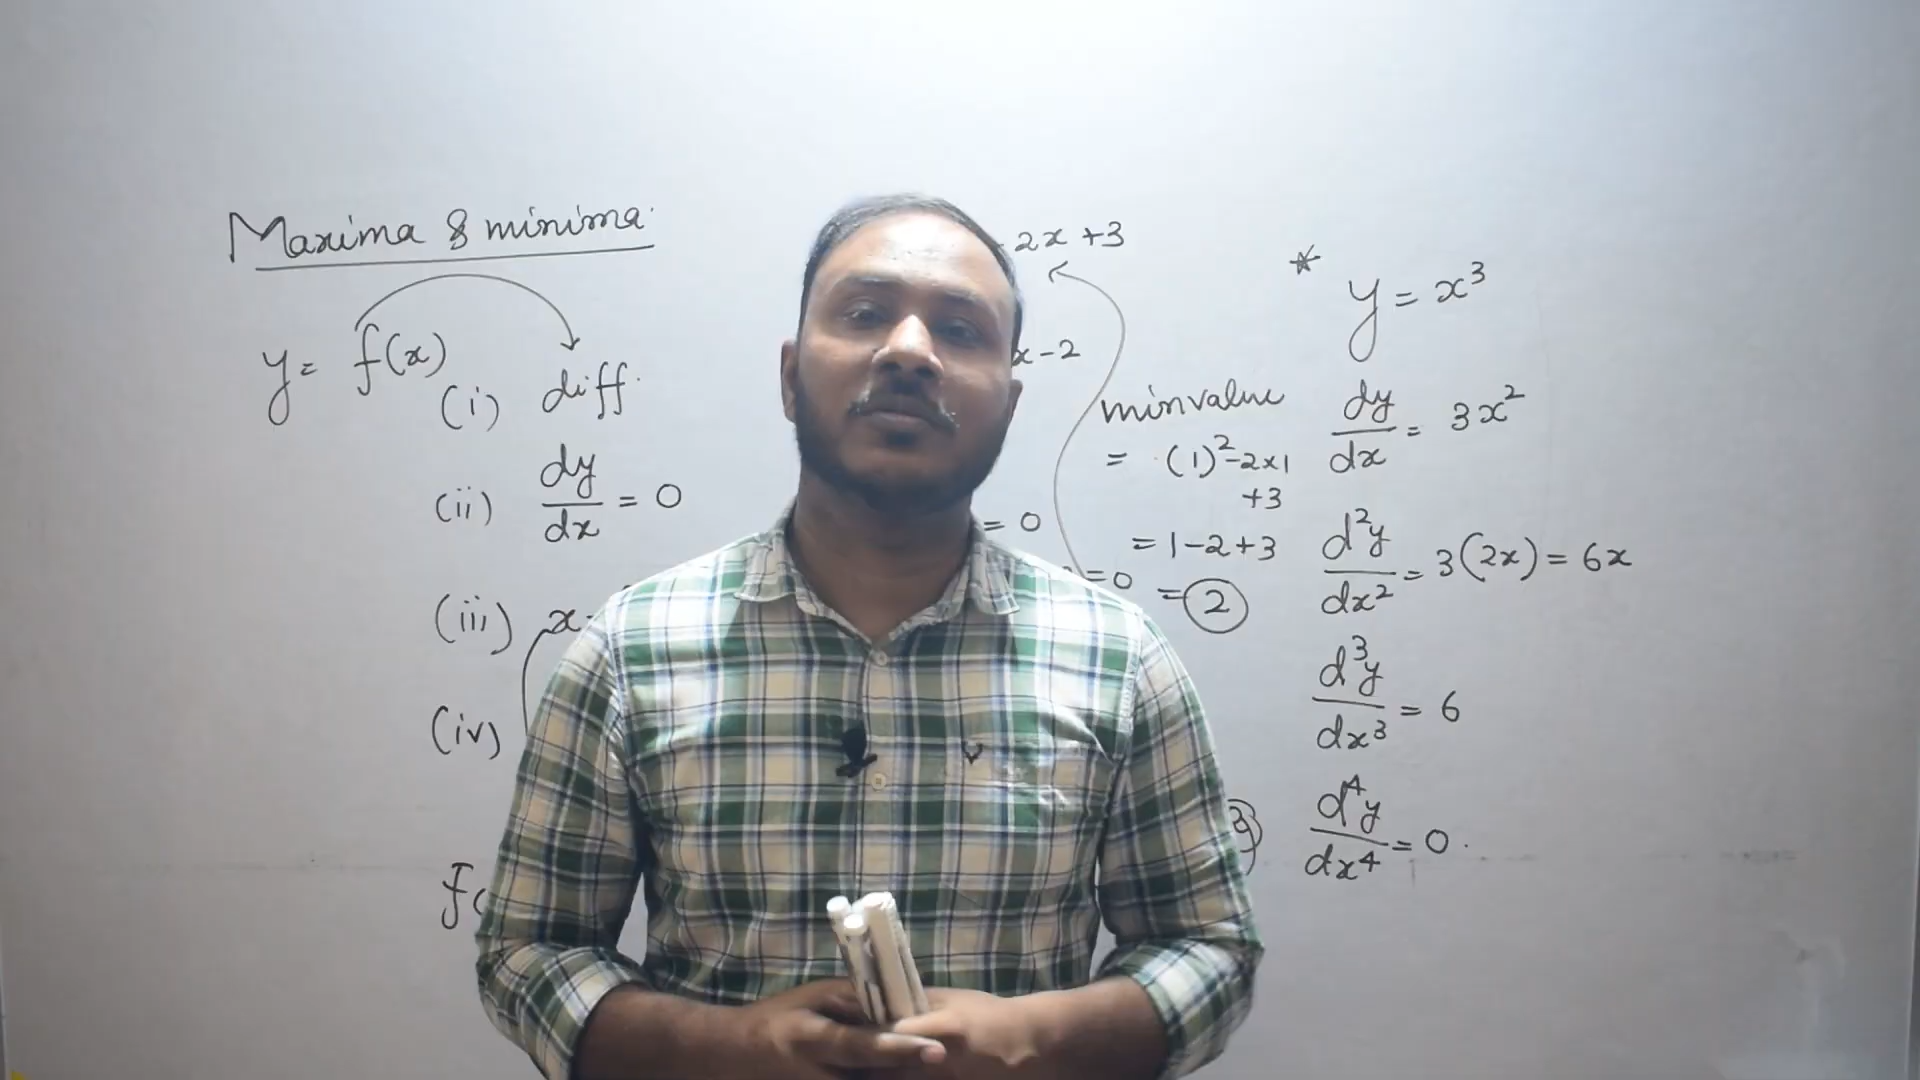 Maxima & minima
y = f(x)
(i) diff.
(ii) dy/dx = 0
(iii) x
(iv)
- 2x + 3
x - 2
= 0
= 0
min value
= (1)² - 2x1
+3
= 1 - 2 + 3
= 2
* y = x³
dy/dx = 3x²
d²y/dx² = 3(2x) = 6x
d³y/dx³ = 6
d⁴y/dx⁴ = 0.